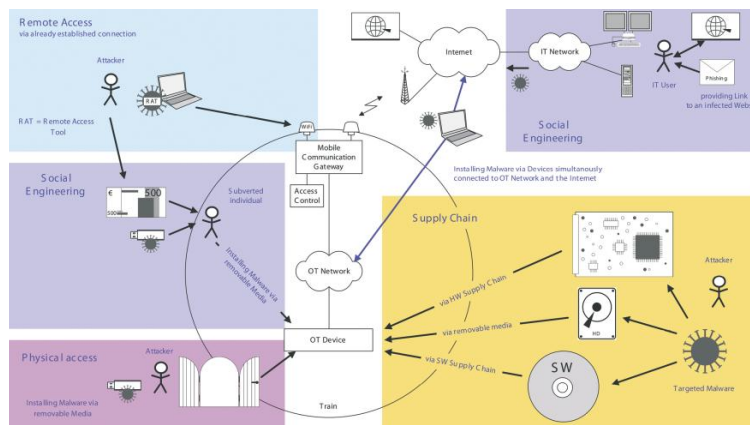 Remote Access
via already established connection
Attacker
RAT
RAT = Remote Access
Tool
Internet
IT Network
IT User
Phishing
providing Link
to an infected Webs
Social
Engineering
WiFi
Mobile
Communication
Gateway
Access
Control
Installing Malware via Devices simultanously
connected to OT Network and the Internet
Social
Engineering
€ 500
Subverted
individual
Installing Malware via
removable Media
OT Network
OT Device
Train
Physical access
Attacker
Installing Malware via
removable Media
Supply Chain
via HW Supply Chain
via removable media
via SW Supply Chain
HD
SW
Attacker
Targeted Malware